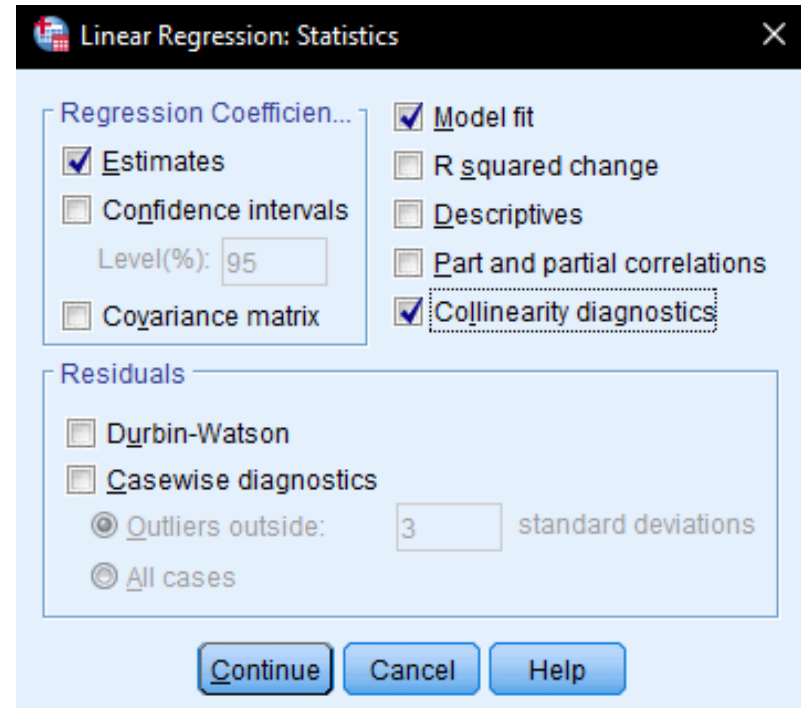 Linear Regression: Statistics
Regression Coefficien...
Estimates
Confidence intervals
Level(%): 95
Covariance matrix
Model fit
R squared change
Descriptives
Part and partial correlations
Collinearity diagnostics
Residuals
Durbin-Watson
Casewise diagnostics
Outliers outside: 3 standard deviations
All cases
Continue Cancel Help